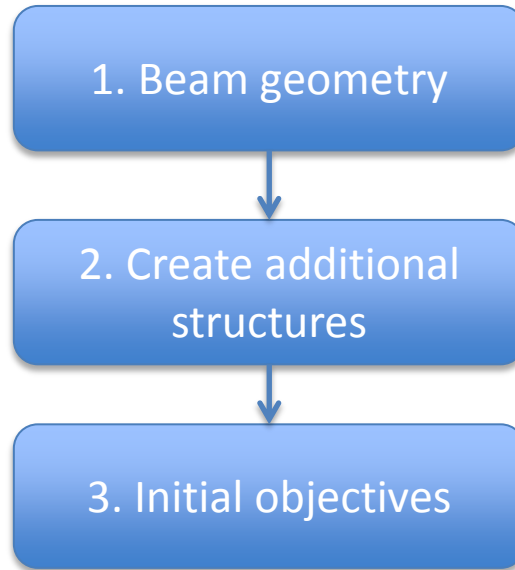 1. Beam geometry
2. Create additional
structures
3. Initial objectives